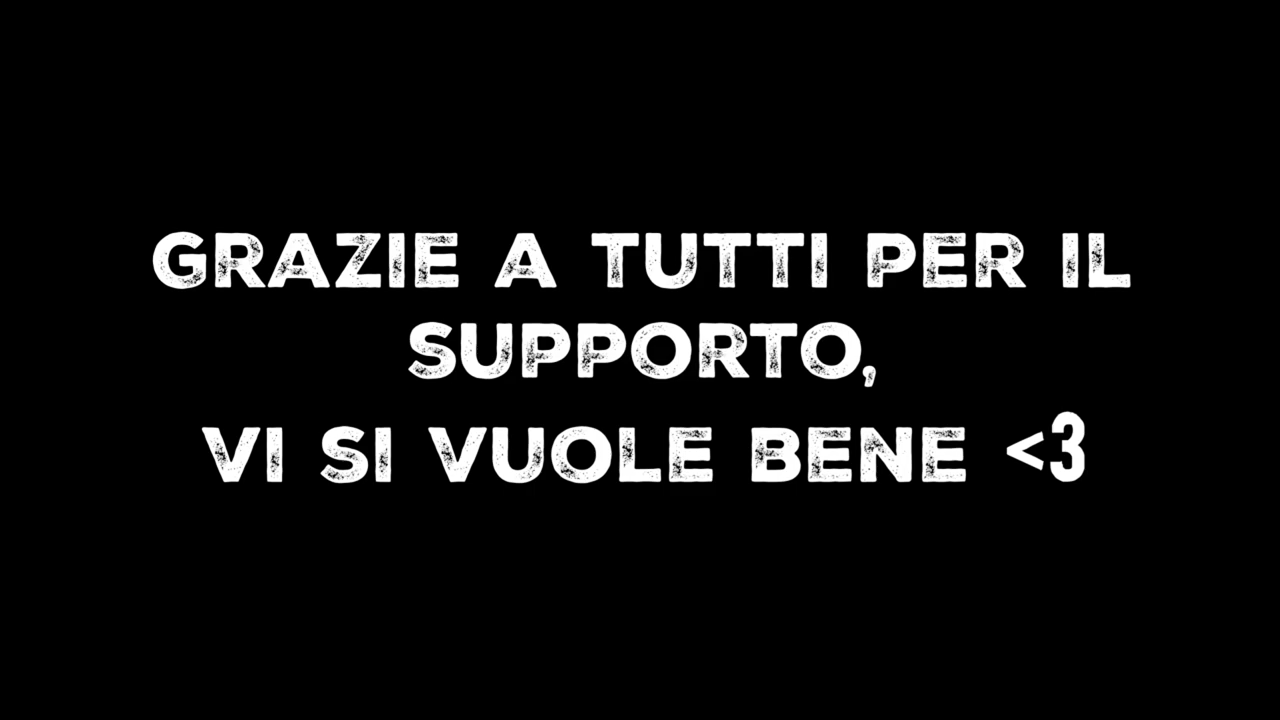 GRAZIE A TUTTI PER IL
SUPPORTO,
VI SI VUOLE BENE <3